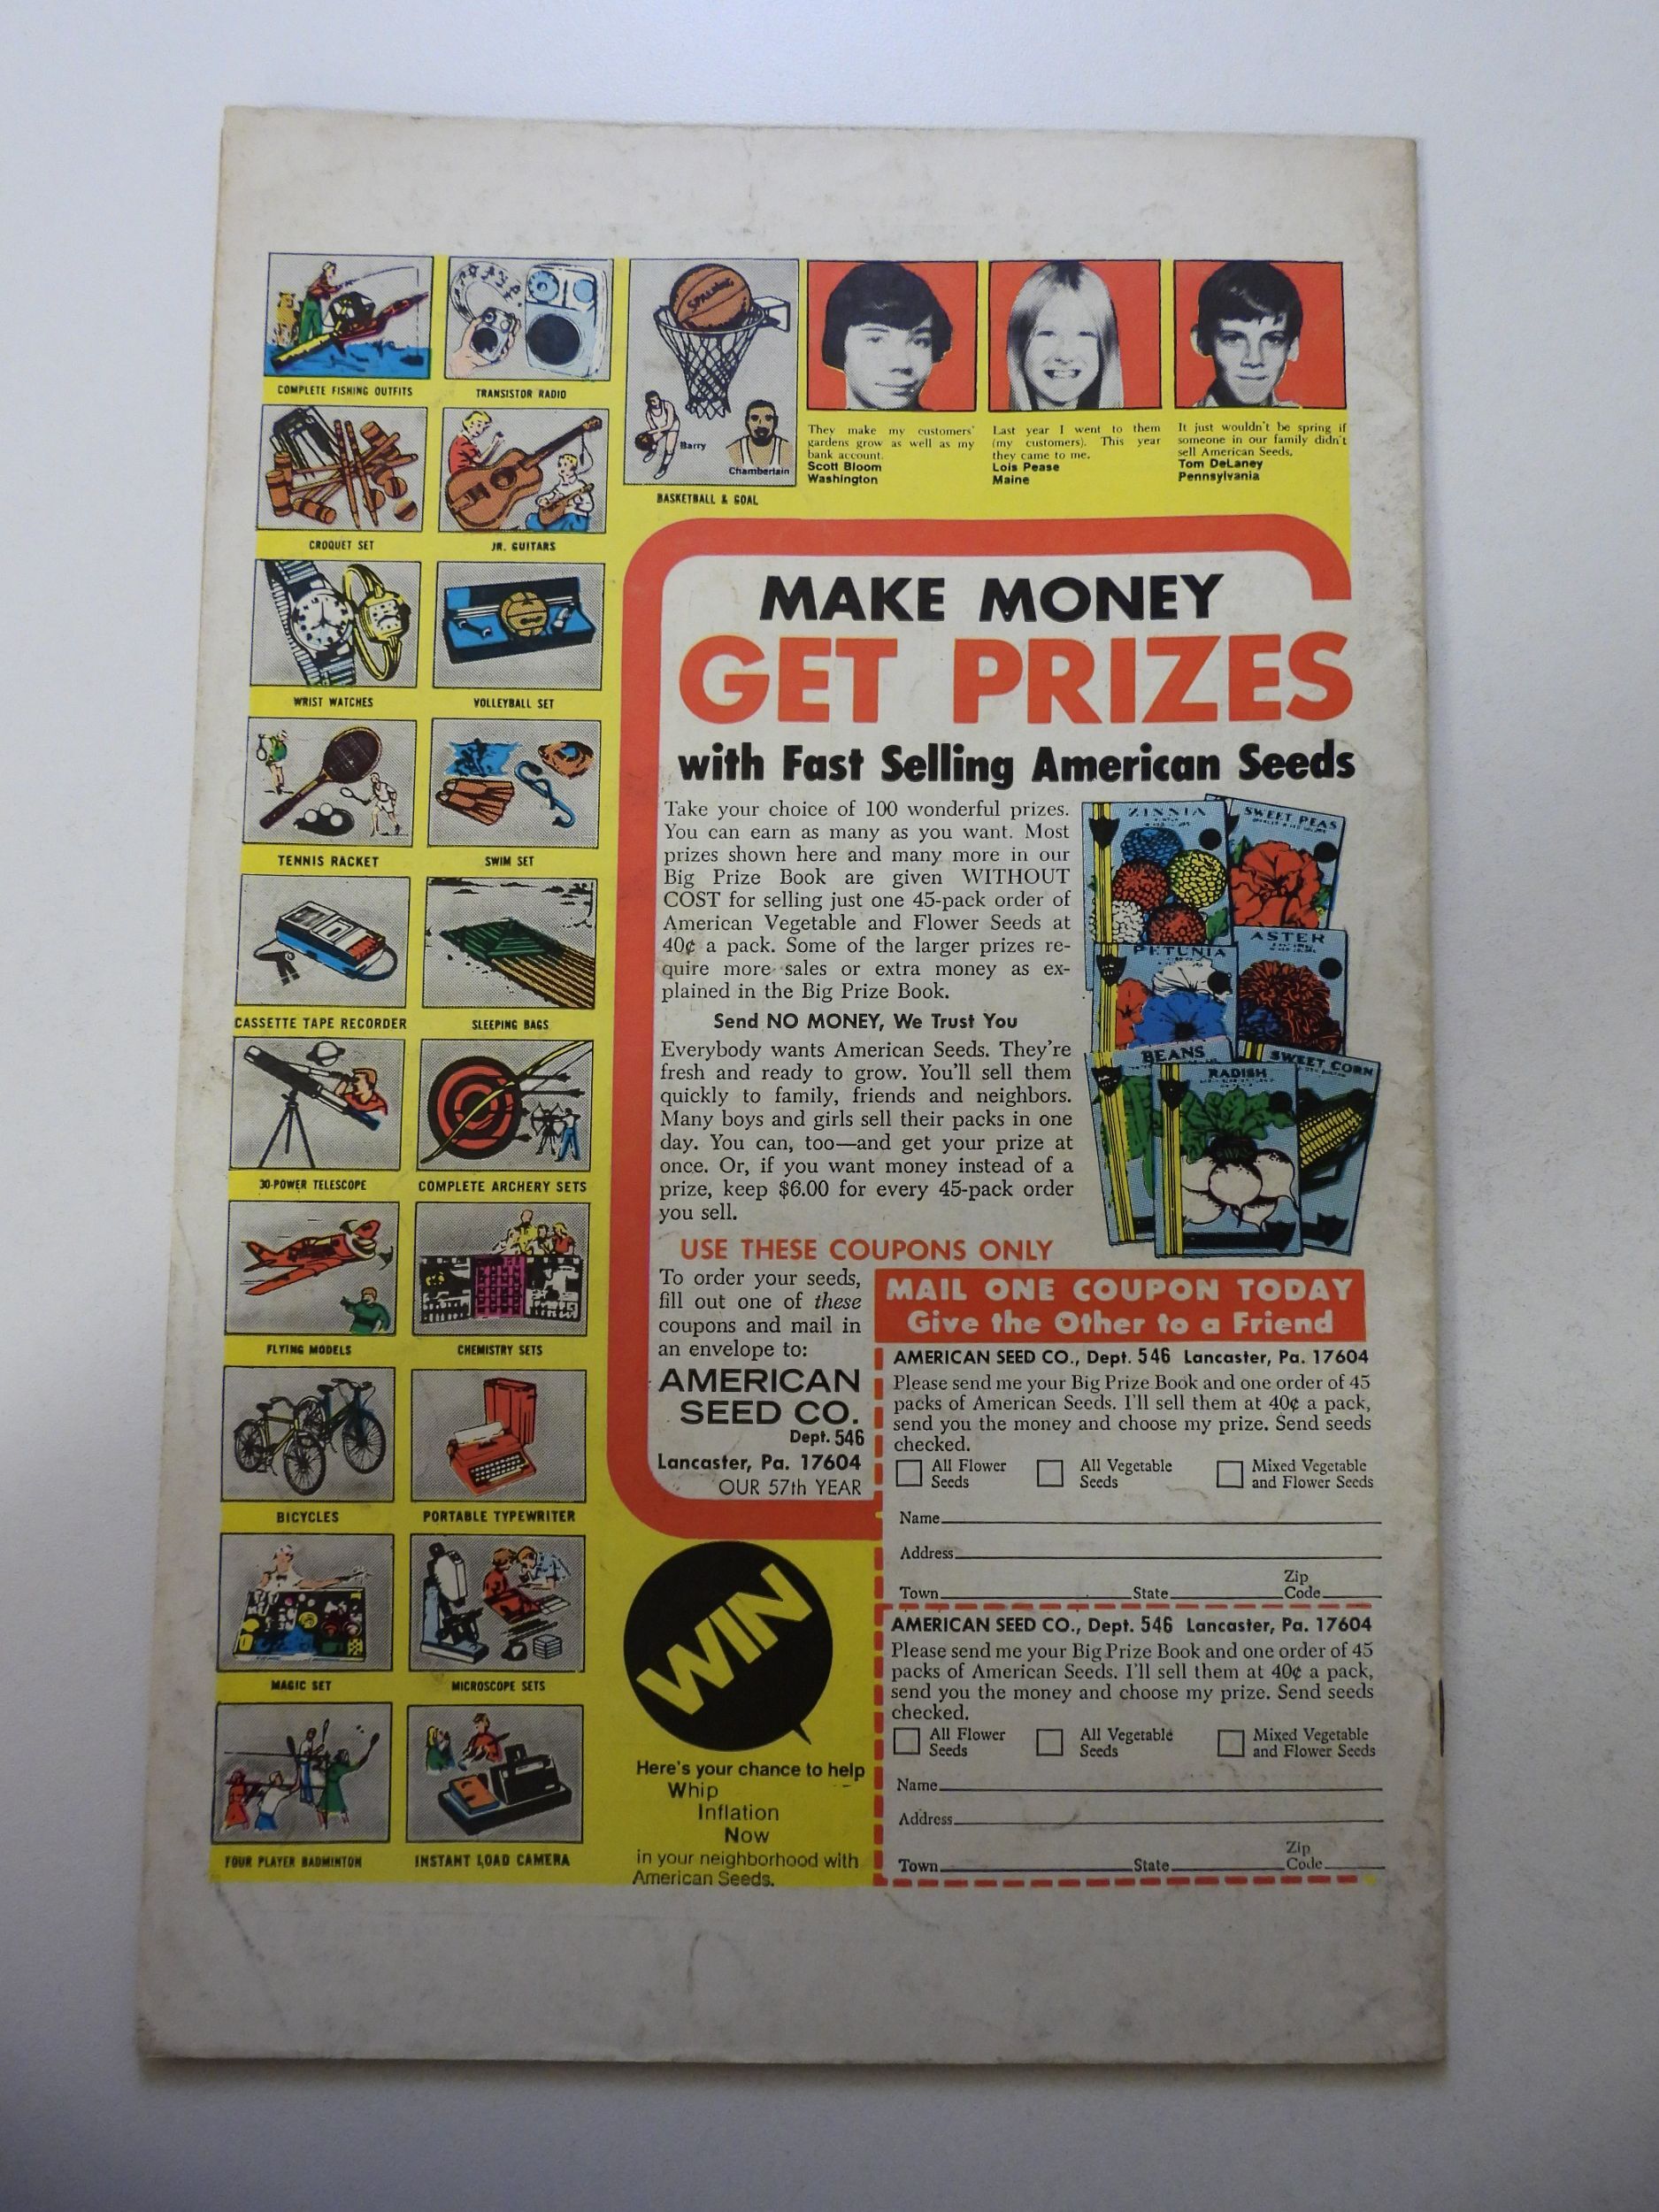 COMPLETE FISHING OUTFITS
TRANSISTOR RADIO
SPALDING
Barry
Chamberlain
BASKETBALL & GOAL
They make my customers'
gardens grow as well as my
bank account.
Scott Bloom
Washington
Last year I went to them
(my customers). This year
they came to me.
Lois Pease
Maine
It just wouldn't be spring if
someone in our family didn't
sell American Seeds.
Tom DeLaney
Pennsylvania
CROQUET SET
JR. GUITARS
WRIST WATCHES
VOLLEYBALL SET
TENNIS RACKET
SWIM SET
CASSETTE TAPE RECORDER
SLEEPING BAGS
30-POWER TELESCOPE
COMPLETE ARCHERY SETS
FLYING MODELS
CHEMISTRY SETS
BICYCLES
PORTABLE TYPEWRITER
MAGIC SET
MICROSCOPE SETS
FOUR PLAYER BADMINTON
INSTANT LOAD CAMERA
MAKE MONEY
GET PRIZES
with Fast Selling American Seeds
Take your choice of 100 wonderful prizes.
You can earn as many as you want. Most
prizes shown here and many more in our
Big Prize Book are given WITHOUT
COST for selling just one 45-pack order of
American Vegetable and Flower Seeds at
40¢ a pack. Some of the larger prizes re-
quire more sales or extra money as ex-
plained in the Big Prize Book.
Send NO MONEY, We Trust You
Everybody wants American Seeds. They're
fresh and ready to grow. You'll sell them
quickly to family, friends and neighbors.
Many boys and girls sell their packs in one
day. You can, too—and get your prize at
once. Or, if you want money instead of a
prize, keep $6.00 for every 45-pack order
you sell.
ZINNIA
SWEET PEAS
PETUNIA
ASTER
BEANS
SWEET CORN
RADISH
USE THESE COUPONS ONLY
To order your seeds,
fill out one of these
coupons and mail in
an envelope to:
AMERICAN
SEED CO.
Dept. 546
Lancaster, Pa. 17604
OUR 57th YEAR
WIN
Here's your chance to help
Whip
Inflation
Now
in your neighborhood with
American Seeds.
MAIL ONE COUPON TODAY
Give the Other to a Friend
AMERICAN SEED CO., Dept. 546 Lancaster, Pa. 17604
Please send me your Big Prize Book and one order of 45
packs of American Seeds. I'll sell them at 40¢ a pack,
send you the money and choose my prize. Send seeds
checked.
All Flower Seeds
All Vegetable Seeds
Mixed Vegetable and Flower Seeds
Name
Address
Town State Zip Code
AMERICAN SEED CO., Dept. 546 Lancaster, Pa. 17604
Please send me your Big Prize Book and one order of 45
packs of American Seeds. I'll sell them at 40¢ a pack,
send you the money and choose my prize. Send seeds
checked.
All Flower Seeds
All Vegetable Seeds
Mixed Vegetable and Flower Seeds
Name
Address
Town State Zip Code